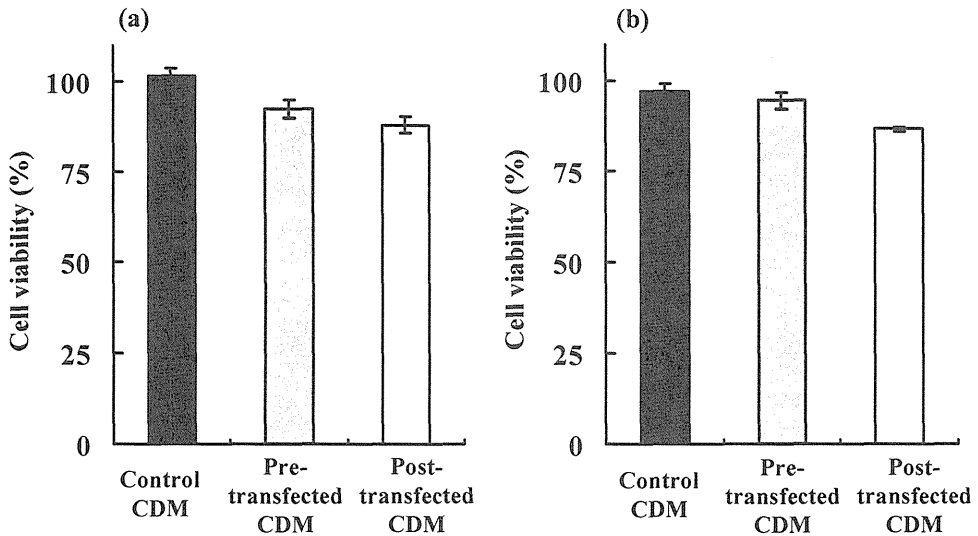 (a)
Cell viability (%)
100
75
50
25
0
Control
CDM
Pre-
transfected
CDM
Post-
transfected
CDM
(b)
Cell viability (%)
100
75
50
25
0
Control
CDM
Pre-
transfected
CDM
Post-
transfected
CDM